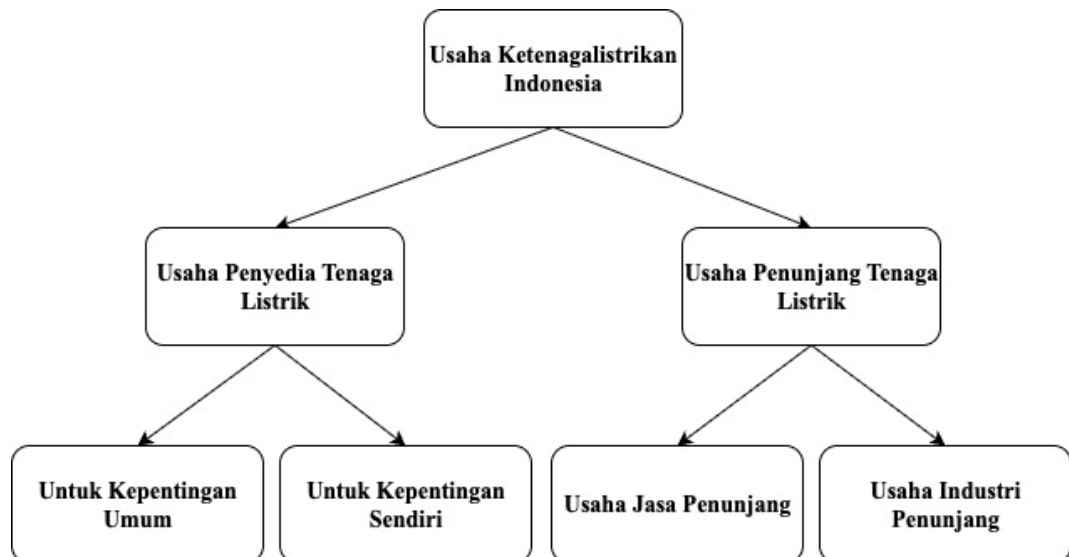 Usaha Ketenagalistrikan
Indonesia
Usaha Penyedia Tenaga
Listrik
Usaha Penunjang Tenaga
Listrik
Untuk Kepentingan
Umum
Untuk Kepentingan
Sendiri
Usaha Jasa Penunjang
Usaha Industri
Penunjang